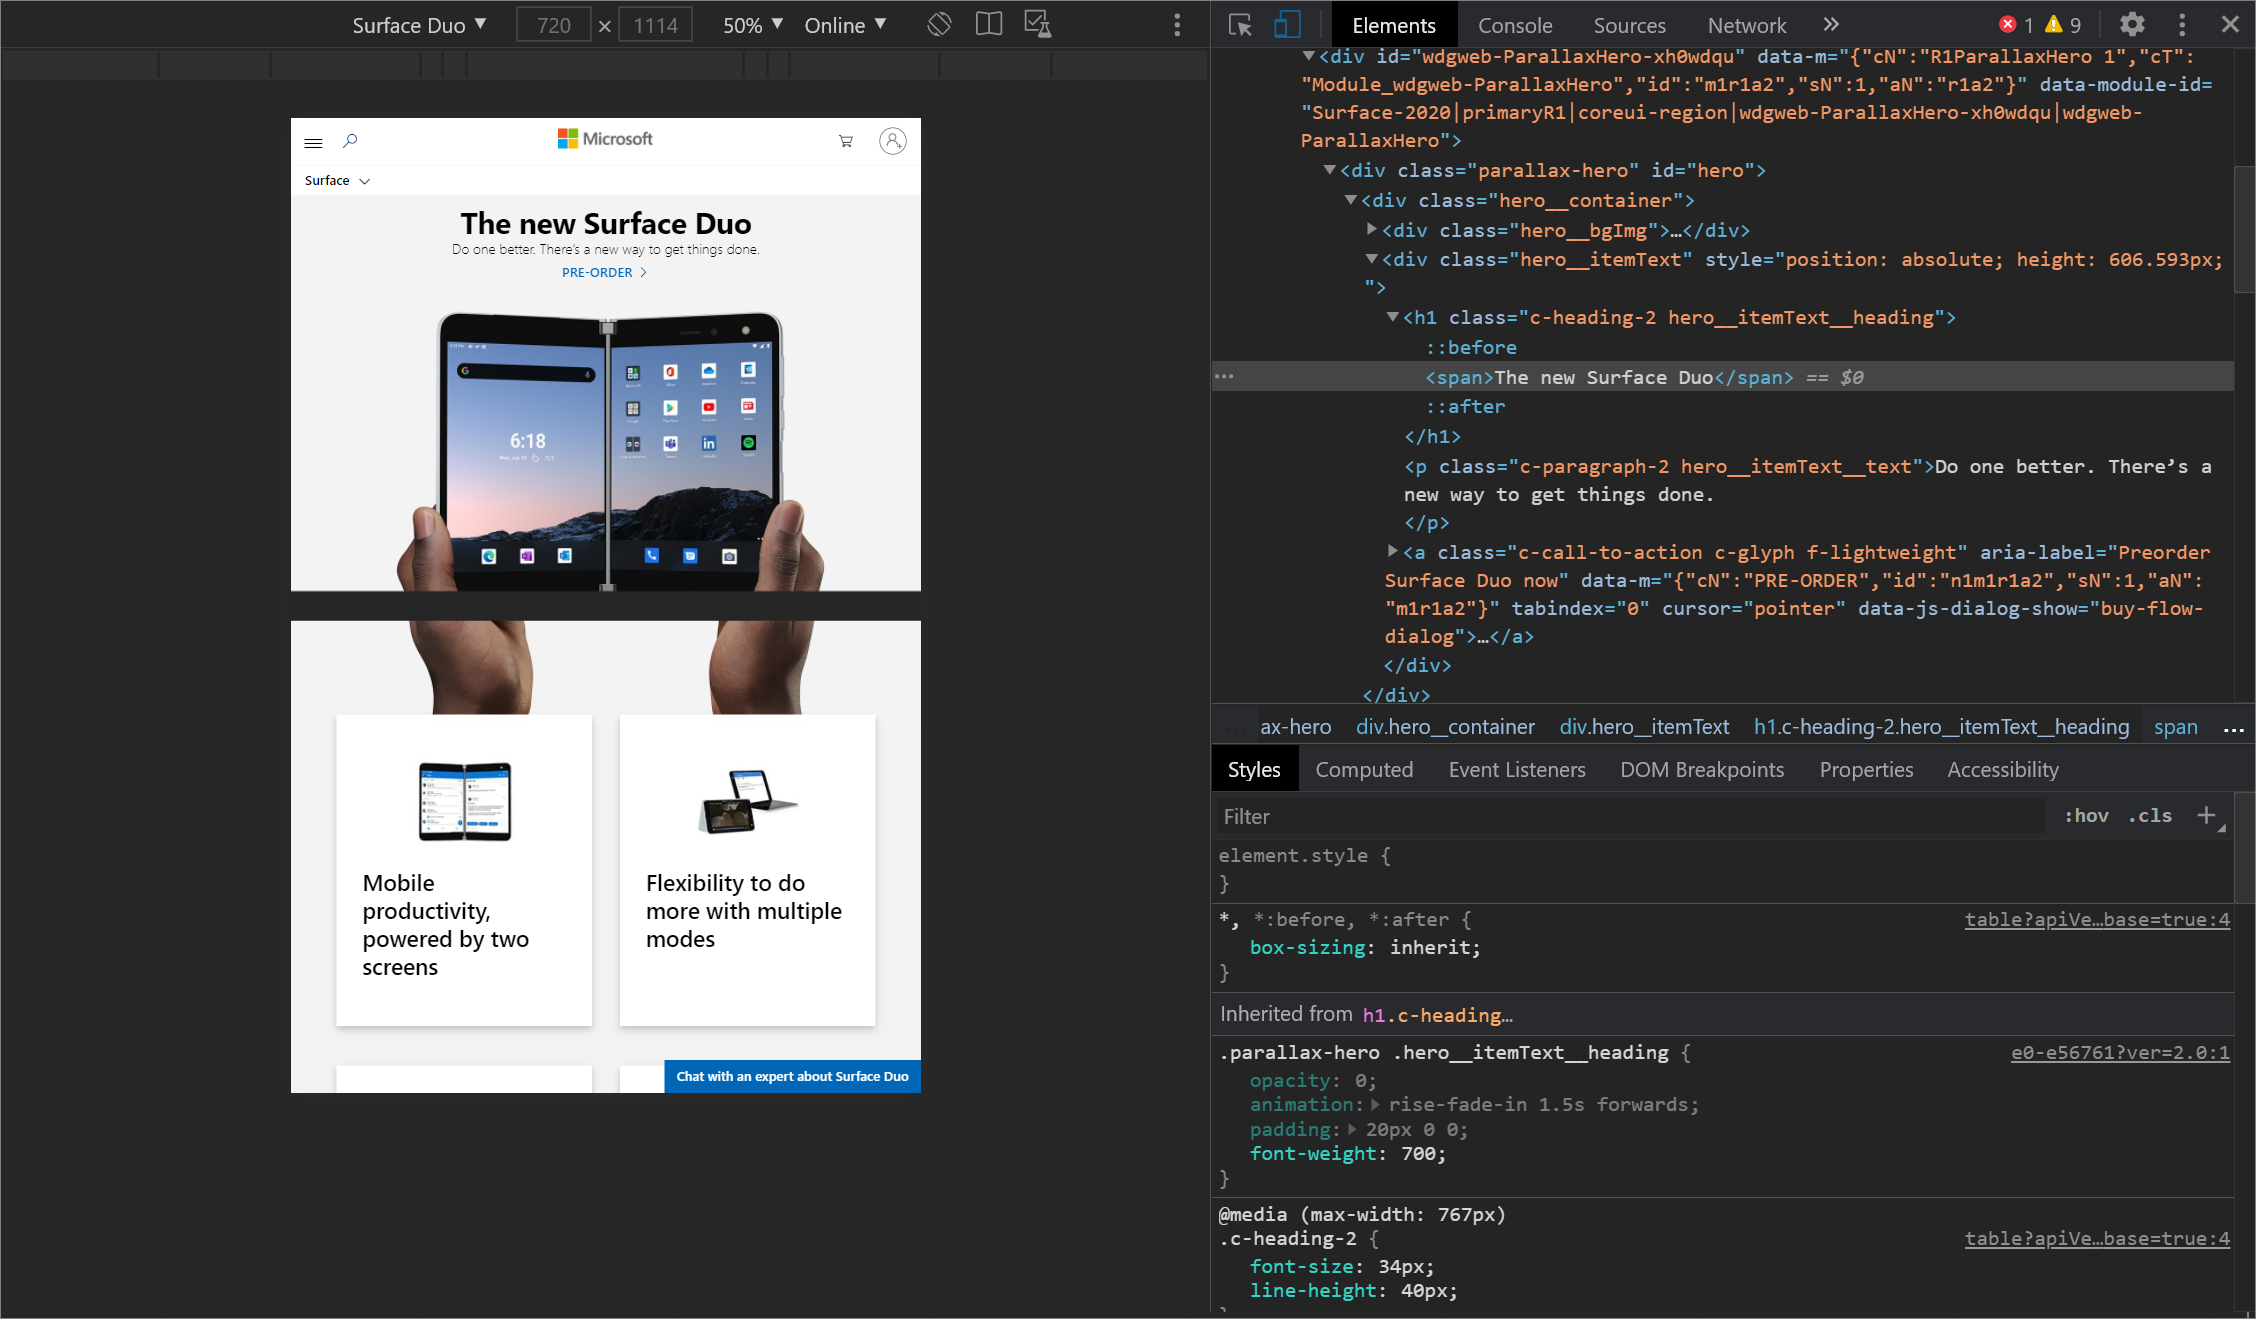 Surface Duo ▼ 720 × 1114 50% ▼ Online ▼
Microsoft
Surface
The new Surface Duo
Do one better. There's a new way to get things done.
PRE-ORDER
6:18
Mobile
productivity,
powered by two
screens
Flexibility to do
more with multiple
modes
Chat with an expert about Surface Duo
Elements Console Sources Network » 1 9
<div id="wdgweb-ParallaxHero-xh0wdqu" data-m="{"cN":"R1ParallaxHero 1","cT":
"Module_wdgweb-ParallaxHero","id":"m1r1a2","sN":1,"aN":"r1a2"}" data-module-id=
"Surface-2020|primaryR1|coreui-region|wdgweb-ParallaxHero-xh0wdqu|wdgweb-
ParallaxHero">
<div class="parallax-hero" id="hero">
<div class="hero__container">
<div class="hero__bgImg">…</div>
<div class="hero__itemText" style="position: absolute; height: 606.593px;
">
<h1 class="c-heading-2 hero__itemText__heading">
::before
<span>The new Surface Duo</span> == $0
::after
</h1>
<p class="c-paragraph-2 hero__itemText__text">Do one better. There’s a
new way to get things done.
</p>
<a class="c-call-to-action c-glyph f-lightweight" aria-label="Preorder
Surface Duo now" data-m="{"cN":"PRE-ORDER","id":"n1m1r1a2","sN":1,"aN":
"m1r1a2"}" tabindex="0" cursor="pointer" data-js-dialog-show="buy-flow-
dialog">…</a>
</div>
</div>
... ax-hero div.hero__container div.hero__itemText h1.c-heading-2.hero__itemText__heading span ...
Styles Computed Event Listeners DOM Breakpoints Properties Accessibility
Filter :hov .cls +
element.style {
}
*, *:before, *:after { table?apiVe…base=true:4
box-sizing: inherit;
}
Inherited from h1.c-heading…
.parallax-hero .hero__itemText__heading { e0-e56761?ver=2.0:1
opacity: 0;
animation: rise-fade-in 1.5s forwards;
padding: 20px 0 0;
font-weight: 700;
}
@media (max-width: 767px)
.c-heading-2 { table?apiVe…base=true:4
font-size: 34px;
line-height: 40px;
}